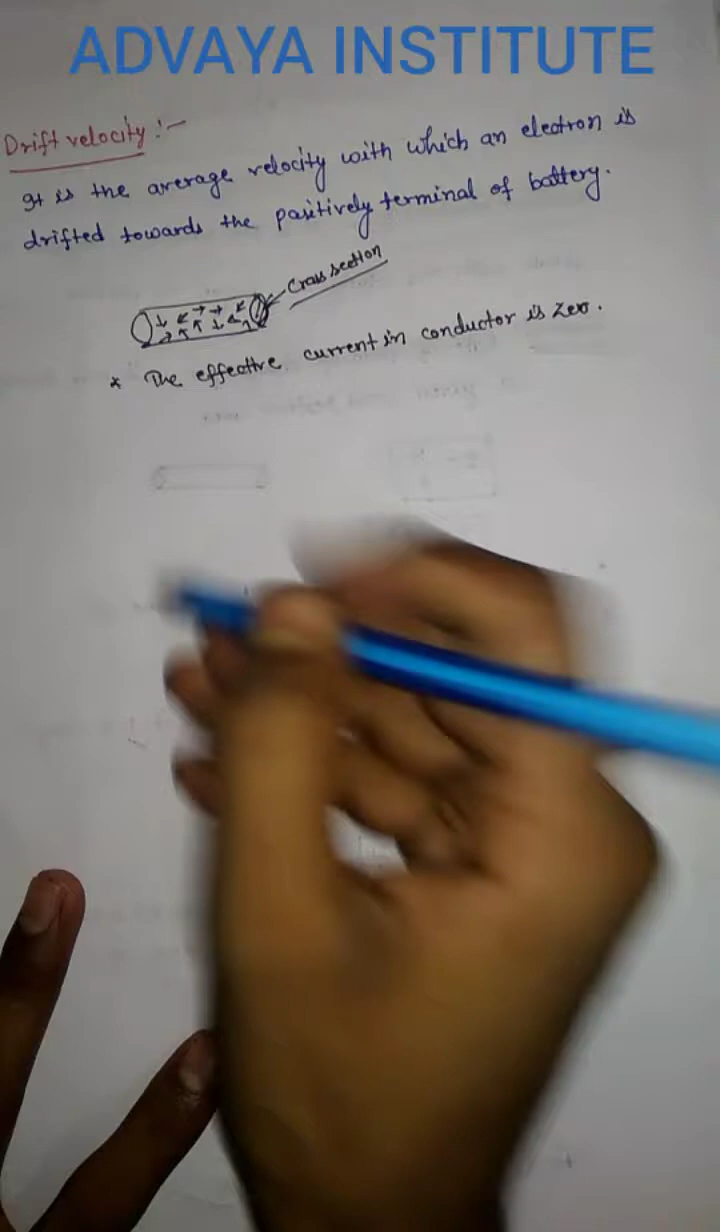 ADVAYA INSTITUTE
Drift velocity :-
It is the average velocity with which an electron is
drifted towards the positively terminal of battery.
Cross section
* The effective current in conductor is Zero.